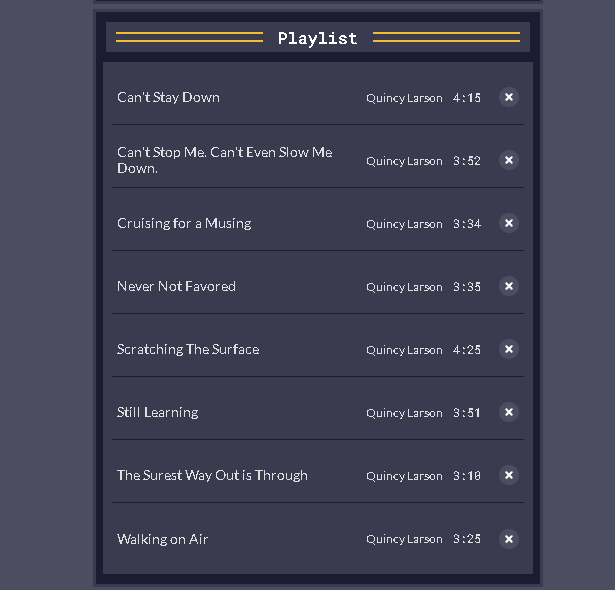 Playlist
Can't Stay Down Quincy Larson 4:15
Can't Stop Me. Can't Even Slow Me
Down. Quincy Larson 3:52
Cruising for a Musing Quincy Larson 3:34
Never Not Favored Quincy Larson 3:35
Scratching The Surface Quincy Larson 4:25
Still Learning Quincy Larson 3:51
The Surest Way Out is Through Quincy Larson 3:10
Walking on Air Quincy Larson 3:25